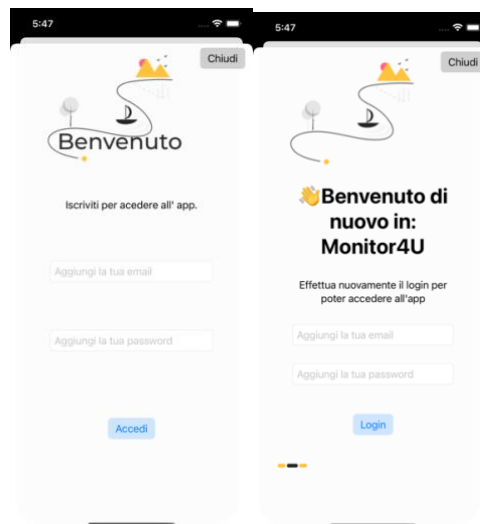 5:47
Chiudi
Benvenuto
Iscriviti per acedere all' app.
Aggiungi la tua email
Aggiungi la tua password
Accedi
5:47
Chiudi
👋Benvenuto di
nuovo in:
Monitor4U
Effettua nuovamente il login per
poter accedere all'app
Aggiungi la tua email
Aggiungi la tua password
Login